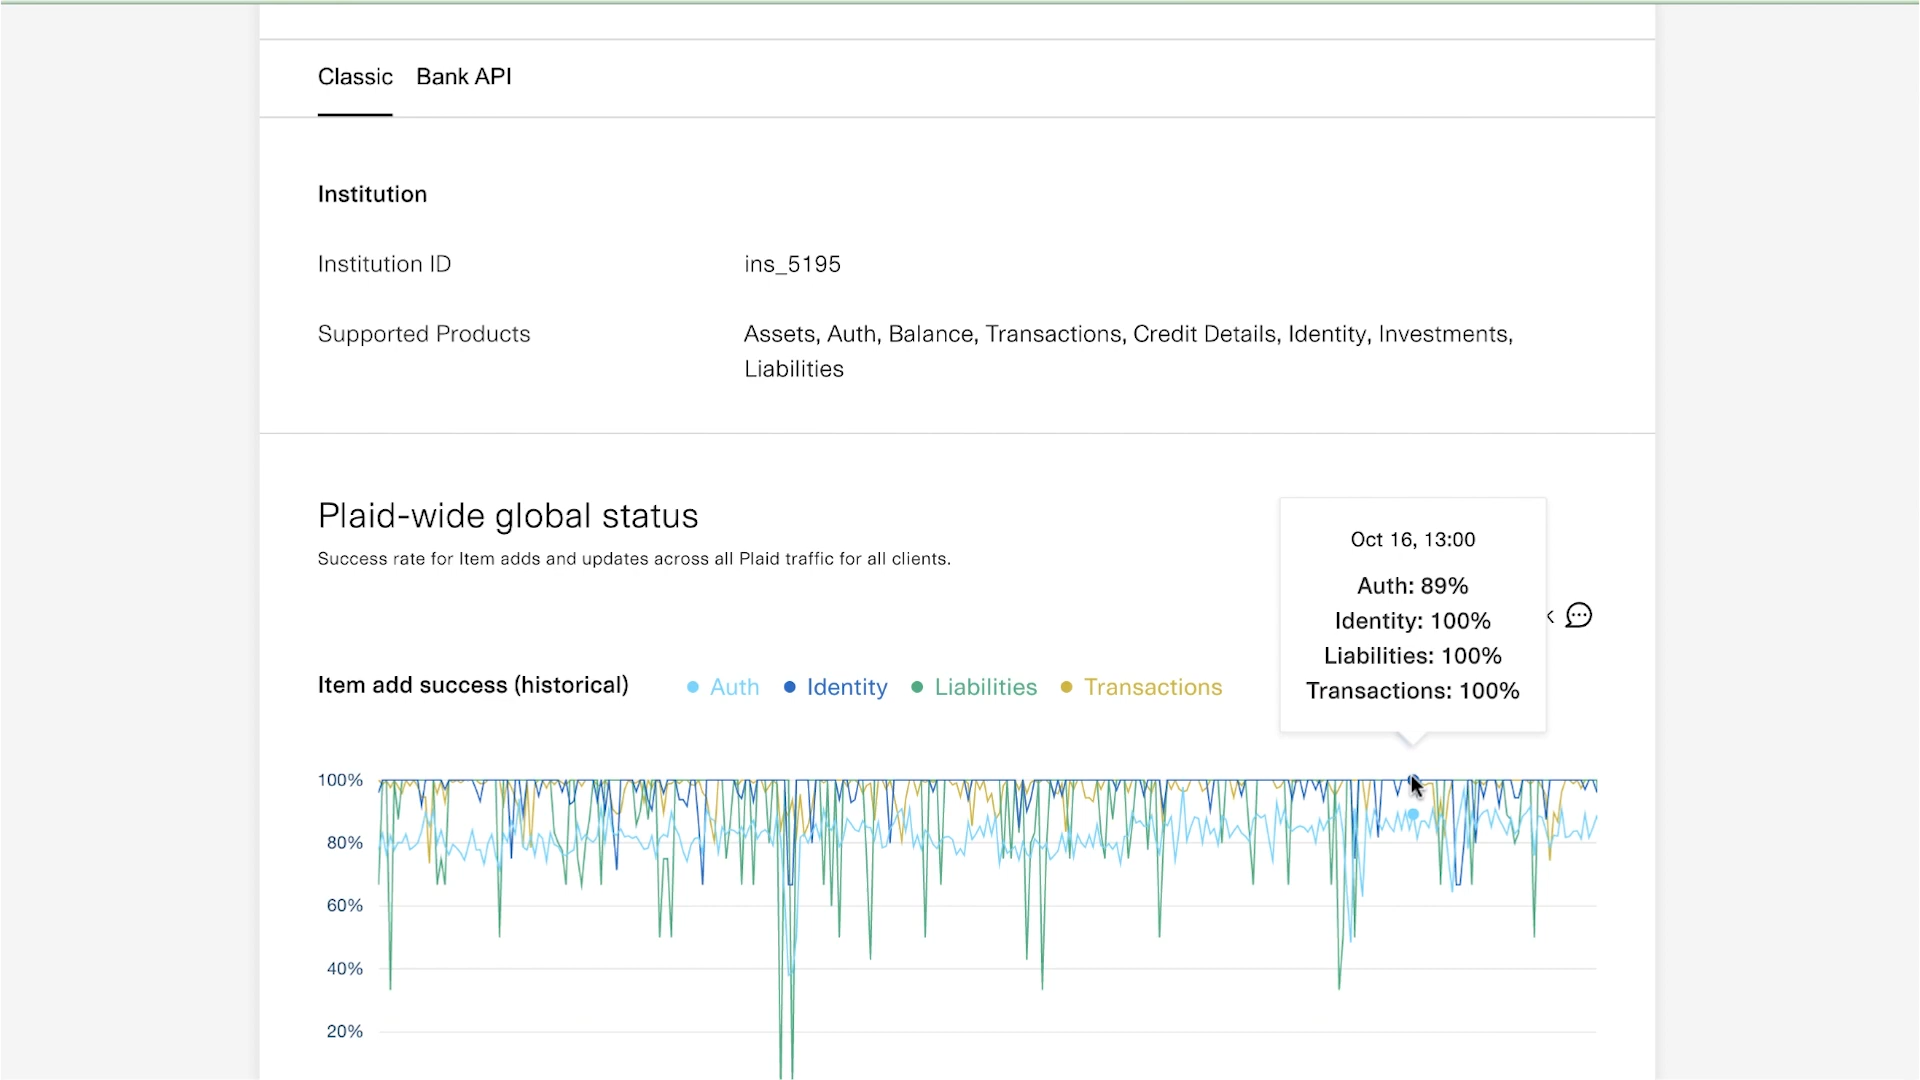 Classic Bank API
Institution
Institution ID ins_5195
Supported Products Assets, Auth, Balance, Transactions, Credit Details, Identity, Investments,
Liabilities
Plaid-wide global status
Success rate for Item adds and updates across all Plaid traffic for all clients.
Oct 16, 13:00
Auth: 89%
Identity: 100%
Liabilities: 100%
Transactions: 100%
Item add success (historical) Auth Identity Liabilities Transactions
100%
80%
60%
40%
20%